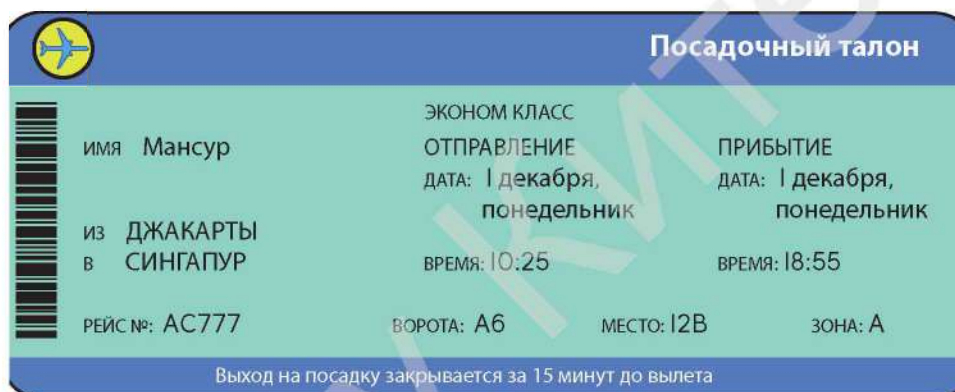 Посадочный талон
ЭКОНОМ КЛАСС
ИМЯ Мансур
ОТПРАВЛЕНИЕ
ДАТА: 1 декабря,
понедельник
ПРИБЫТИЕ
ДАТА: 1 декабря,
понедельник
ИЗ ДЖАКАРТЫ
В СИНГАПУР
ВРЕМЯ: 10:25
ВРЕМЯ: 18:55
РЕЙС №: АС777
ВОРОТА: А6
МЕСТО: 12В
ЗОНА: А
Выход на посадку закрывается за 15 минут до вылета